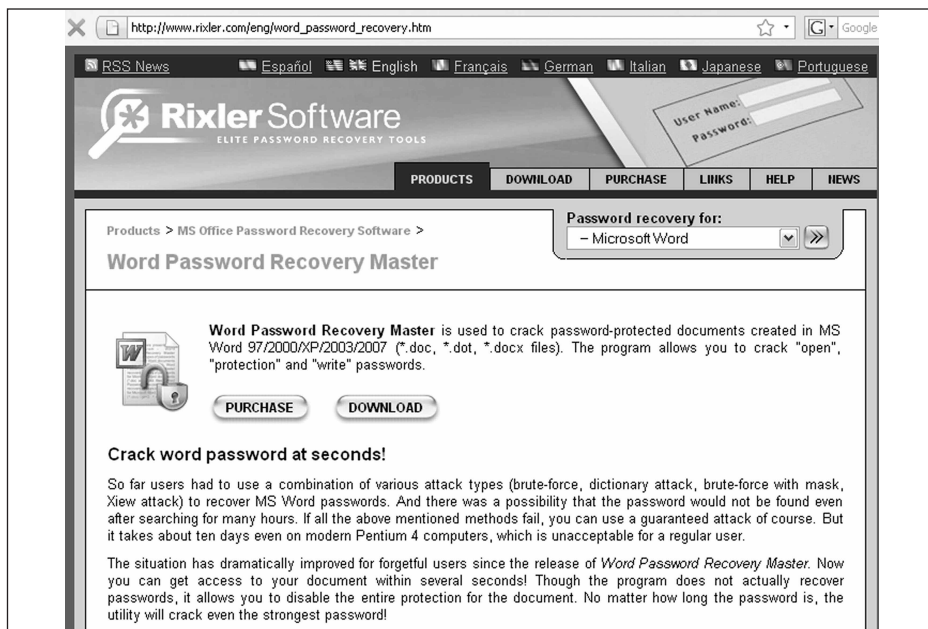 http://www.rixler.com/eng/word_password_recovery.htm
G Google
RSS News Español English Français German Italian Japanese Portuguese
Rixler Software
ELITE PASSWORD RECOVERY TOOLS
User Name:
Password:
PRODUCTS DOWNLOAD PURCHASE LINKS HELP NEWS
Products > MS Office Password Recovery Software >
Password recovery for:
– Microsoft Word
Word Password Recovery Master
W
Word Password Recovery Master is used to crack password-protected documents created in MS
Word 97/2000/XP/2003/2007 (*.doc, *.dot, *.docx files). The program allows you to crack "open",
"protection" and "write" passwords.
PURCHASE DOWNLOAD
Crack word password at seconds!
So far users had to use a combination of various attack types (brute-force, dictionary attack, brute-force with mask,
Xiew attack) to recover MS Word passwords. And there was a possibility that the password would not be found even
after searching for many hours. If all the above mentioned methods fail, you can use a guaranteed attack of course. But
it takes about ten days even on modern Pentium 4 computers, which is unacceptable for a regular user.
The situation has dramatically improved for forgetful users since the release of Word Password Recovery Master. Now
you can get access to your document within several seconds! Though the program does not actually recover
passwords, it allows you to disable the entire protection for the document. No matter how long the password is, the
utility will crack even the strongest password!